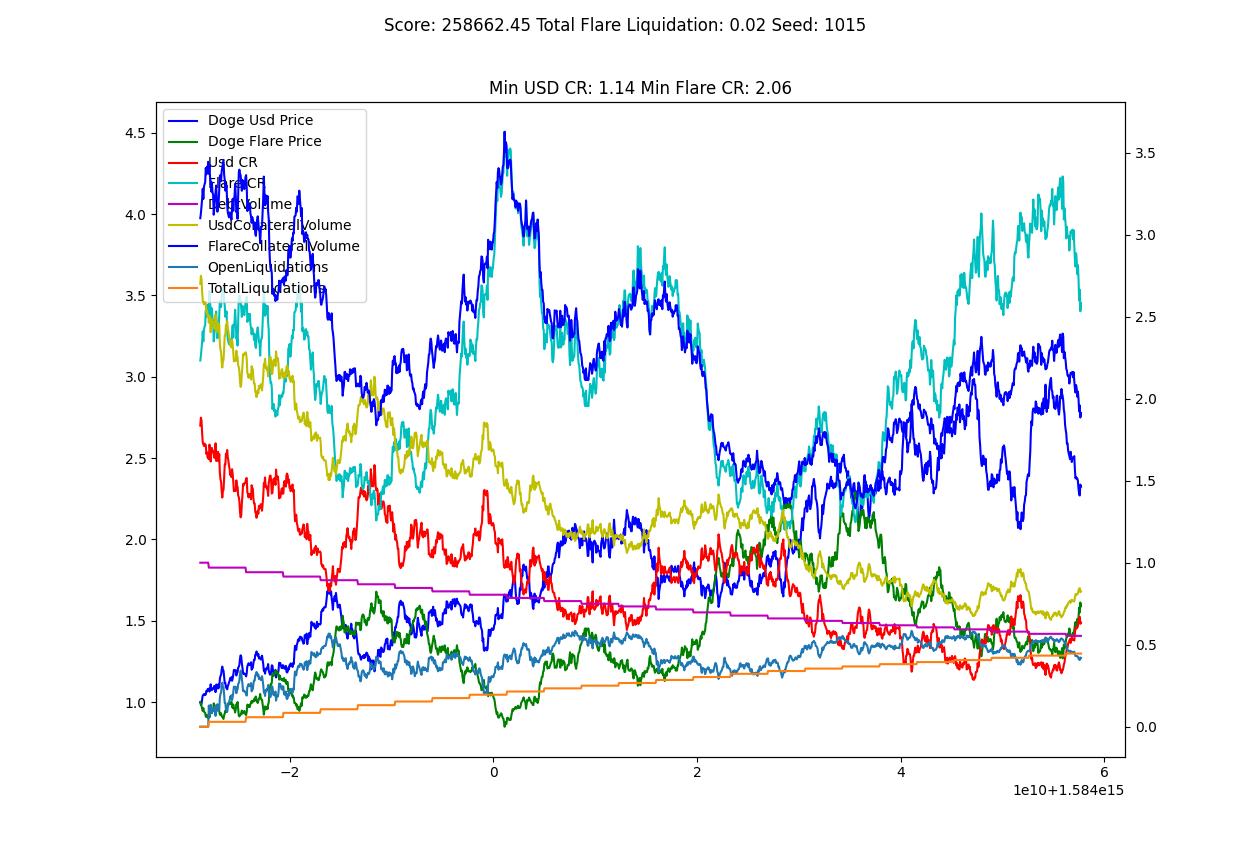 Score: 258662.45 Total Flare Liquidation: 0.02 Seed: 1015
Min USD CR: 1.14 Min Flare CR: 2.06
Doge Usd Price
Doge Flare Price
Usd CR
Flare CR
DebtVolume
UsdCollateralVolume
FlareCollateralVolume
OpenLiquidations
TotalLiquidations
4.5
4.0
3.5
3.0
2.5
2.0
1.5
1.0
3.5
3.0
2.5
2.0
1.5
1.0
0.5
0.0
−2
0
2
4
6
1e10+1.584e15